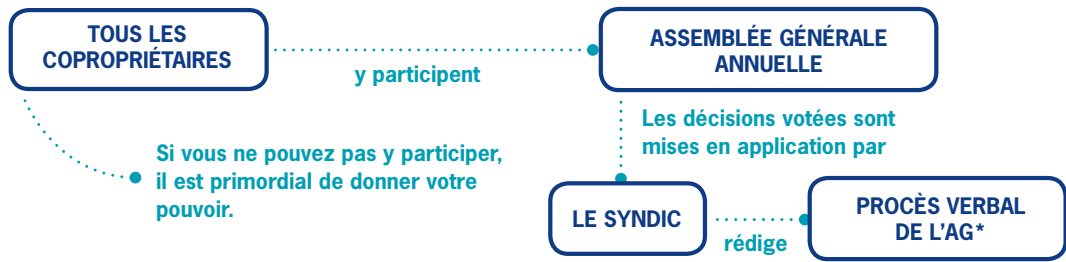 TOUS LES
COPROPRIÉTAIRES
y participent
ASSEMBLÉE GÉNÉRALE
ANNUELLE
Si vous ne pouvez pas y participer,
il est primordial de donner votre
pouvoir.
Les décisions votées sont
mises en application par
LE SYNDIC
rédige
PROCÈS VERBAL
DE L’AG*